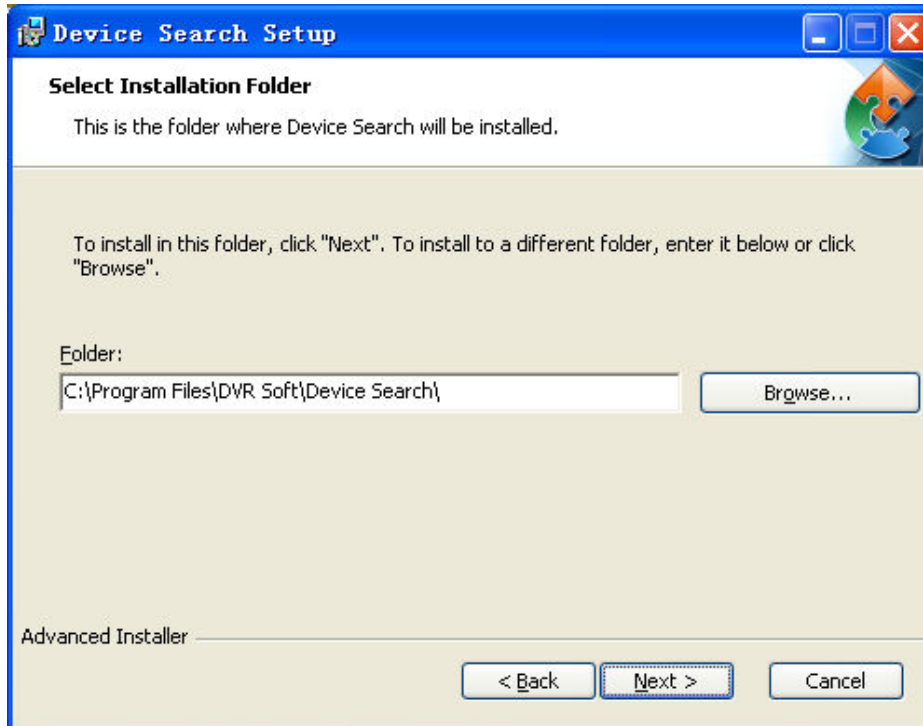 Device Search Setup
Select Installation Folder
This is the folder where Device Search will be installed.
To install in this folder, click "Next". To install to a different folder, enter it below or click
"Browse".
Folder:
C:\Program Files\DVR Soft\Device Search\
Browse...
Advanced Installer
< Back
Next >
Cancel